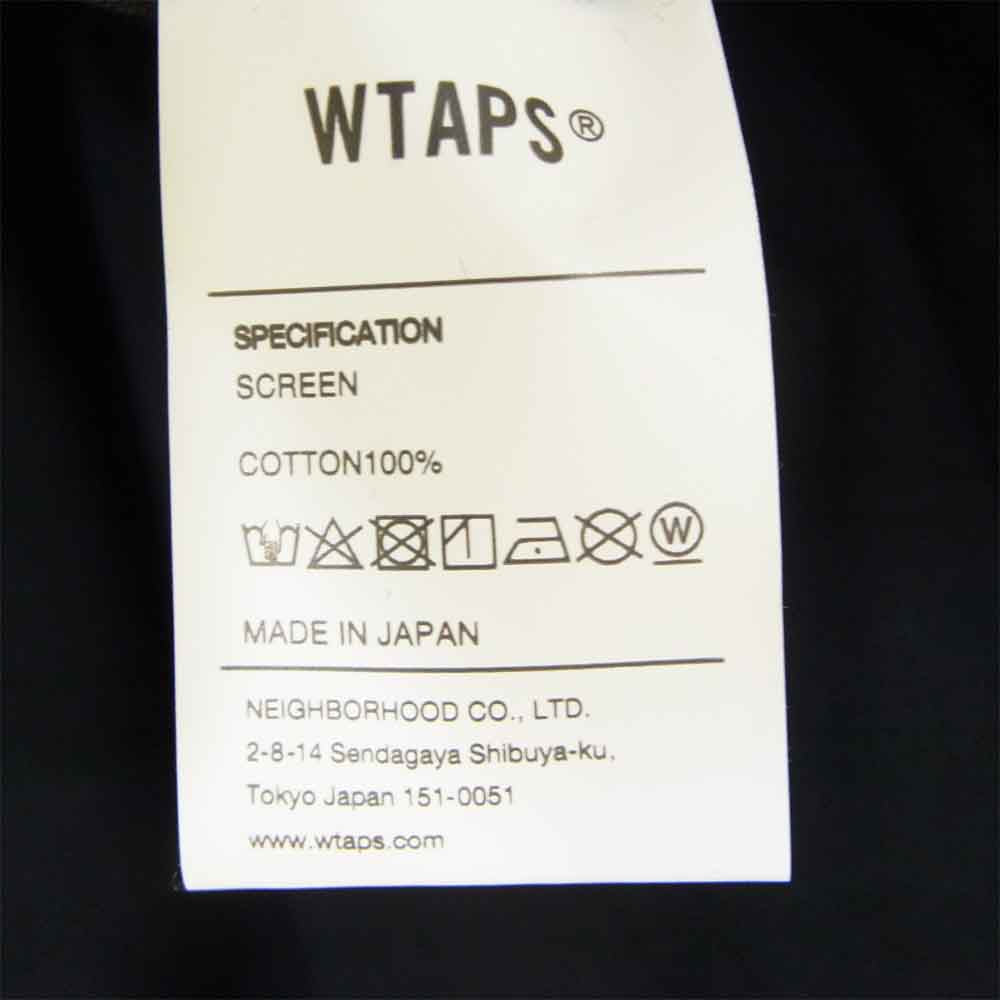 WTAPS®
SPECIFICATION
SCREEN
COTTON100%
W
MADE IN JAPAN
NEIGHBORHOOD CO., LTD.
2-8-14 Sendagaya Shibuya-ku,
Tokyo Japan 151-0051
www.wtaps.com